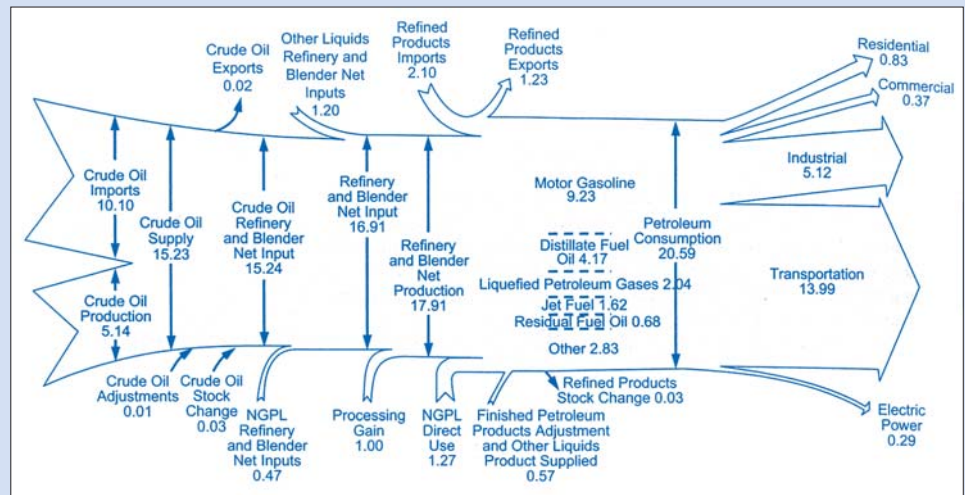 Crude Oil
Exports
0.02
Other Liquids
Refinery and
Blender Net
Inputs
1.20
Refined
Products
Imports
2.10
Refined
Products
Exports
1.23
Residential
0.83
Commercial
0.37
Industrial
5.12
Transportation
13.99
Electric
Power
0.29
Crude Oil
Imports
10.10
Crude Oil
Production
5.14
Crude Oil
Supply
15.23
Crude Oil
Refinery
and Blender
Net Input
15.24
Refinery
and Blender
Net Input
16.91
Refinery
and Blender
Net
Production
17.91
Motor Gasoline
9.23
Distillate Fuel
Oil 4.17
Liquefied Petroleum Gases 2.04
Jet Fuel 1.62
Residual Fuel Oil 0.68
Other 2.83
Petroleum
Consumption
20.59
Crude Oil
Adjustments
0.01
Crude Oil
Stock
Change
0.03
NGPL
Refinery
and Blender
Net Inputs
0.47
Processing
Gain
1.00
NGPL
Direct
Use
1.27
Finished Petroleum
Products Adjustment
and Other Liquids
Product Supplied
0.57
Refined Products
Stock Change 0.03